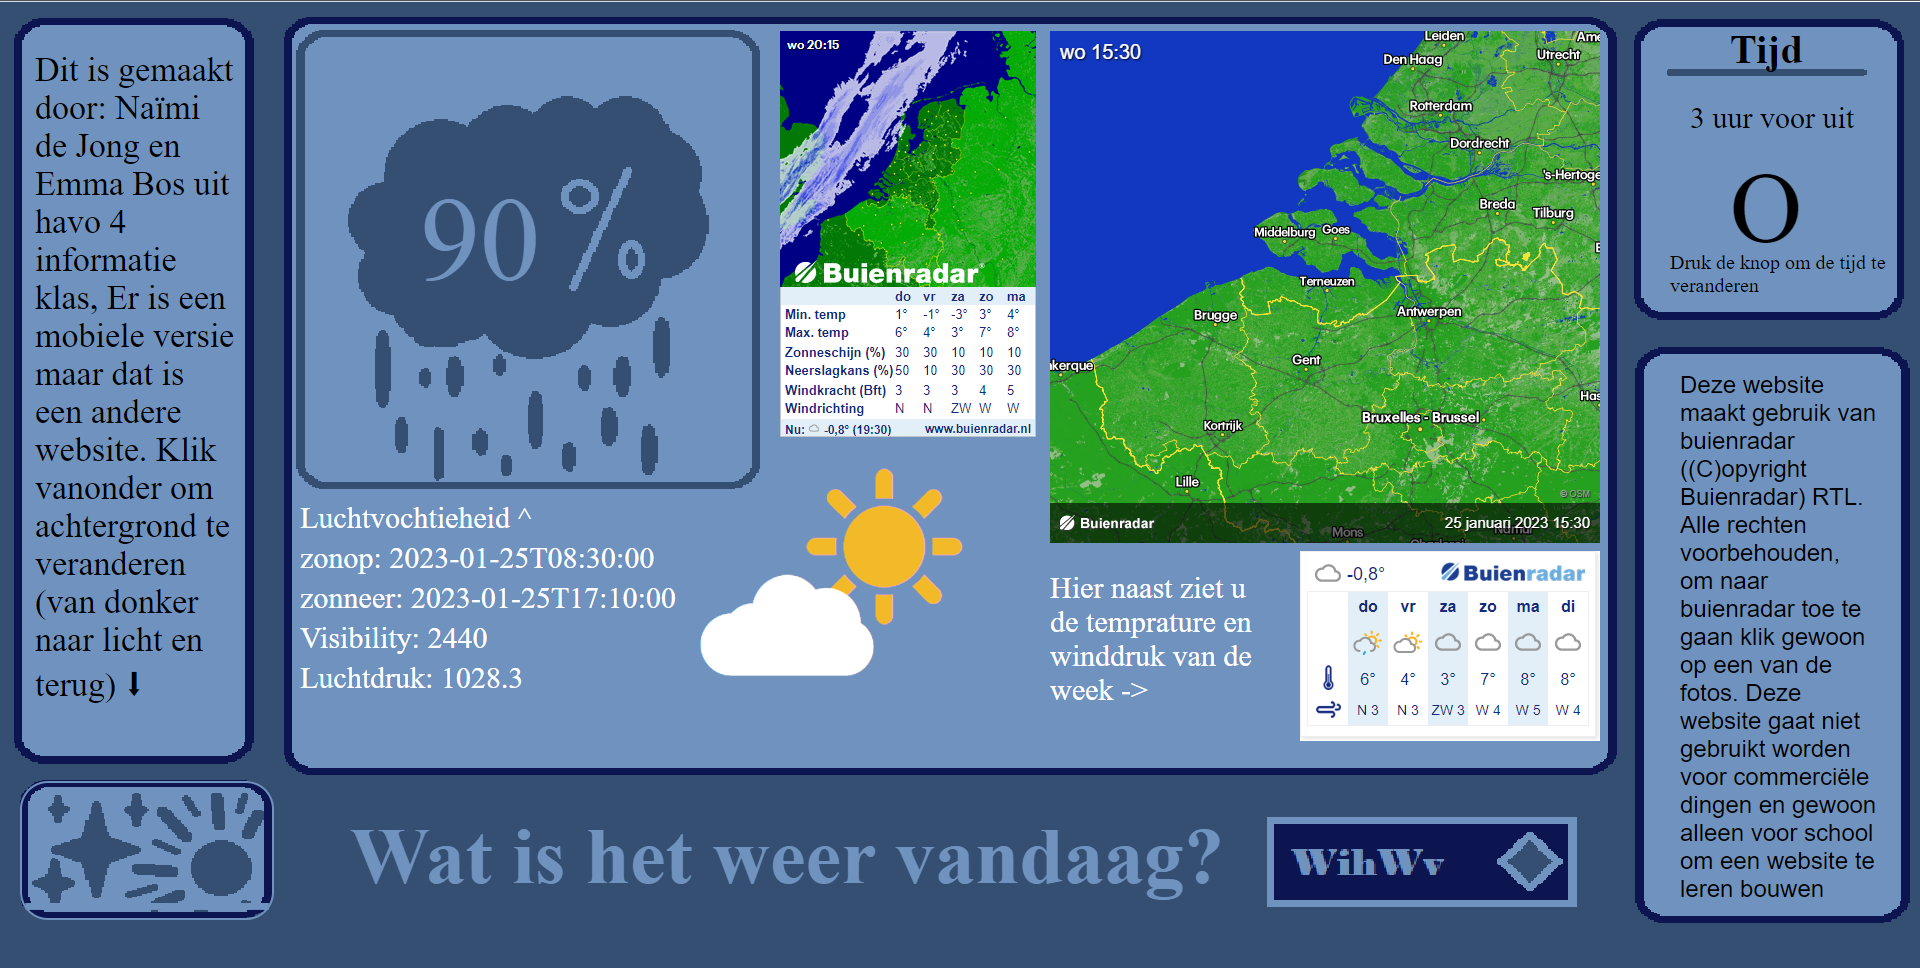 Dit is gemaakt
door: Naïmi
de Jong en
Emma Bos uit
havo 4
informatie
klas, Er is een
mobiele versie
maar dat is
een andere
website. Klik
vanonder om
achtergrond te
veranderen
(van donker
naar licht en
terug) ⬇
90%
Luchtvochtieheid ^
zonop: 2023-01-25T08:30:00
zonneer: 2023-01-25T17:10:00
Visibility: 2440
Luchtdruk: 1028.3
wo 20:15
Buienradar
do vr za zo ma
Min. temp 1° -1° -3° 3° 4°
Max. temp 6° 4° 3° 7° 8°
Zonneschijn (%) 30 30 10 10 10
Neerslagkans (%) 50 10 30 30 30
Windkracht (Bft) 3 3 3 4 5
Windrichting N N ZW W W
Nu: -0,8° (19:30) www.buienradar.nl
wo 15:30
Leiden
Ame
Den Haag
Utrecht
Rotterdam
Dordrecht
's-Hertoge
Breda
Tilburg
Middelburg
Goes
Terneuzen
Brugge
Antwerpen
Gent
nkerque
Has
Bruxelles - Brussel
Kortrijk
Lille
© OSM
Buienradar
25 januari 2023 15:30
Mons
Charleroi
Namur
Hier naast ziet u
de temprature en
winddruk van de
week ->
-0,8° Buienradar
do vr za zo ma di
6° 4° 3° 7° 8° 8°
N 3 N 3 ZW 3 W 4 W 5 W 4
Tijd
3 uur voor uit
O
Druk de knop om de tijd te
veranderen
Deze website
maakt gebruik van
buienradar
((C)opyright
Buienradar) RTL.
Alle rechten
voorbehouden,
om naar
buienradar toe te
gaan klik gewoon
op een van de
fotos. Deze
website gaat niet
gebruikt worden
voor commerciële
dingen en gewoon
alleen voor school
om een website te
leren bouwen
Wat is het weer vandaag?
WihWv